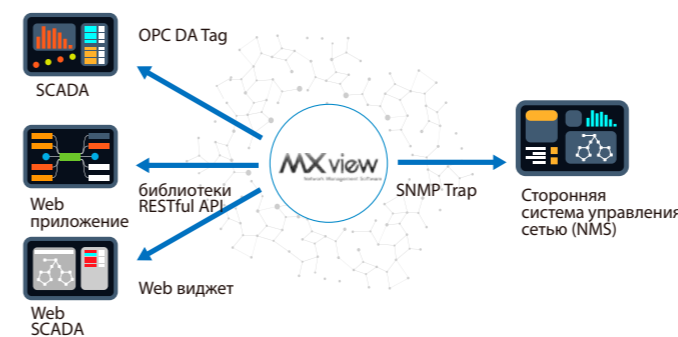 OPC DA Tag
SCADA
MXview
Network Management Software
библиотеки
RESTful API
Web
приложение
SNMP Trap
Сторонняя
система управления
сетью (NMS)
Web виджет
Web
SCADA